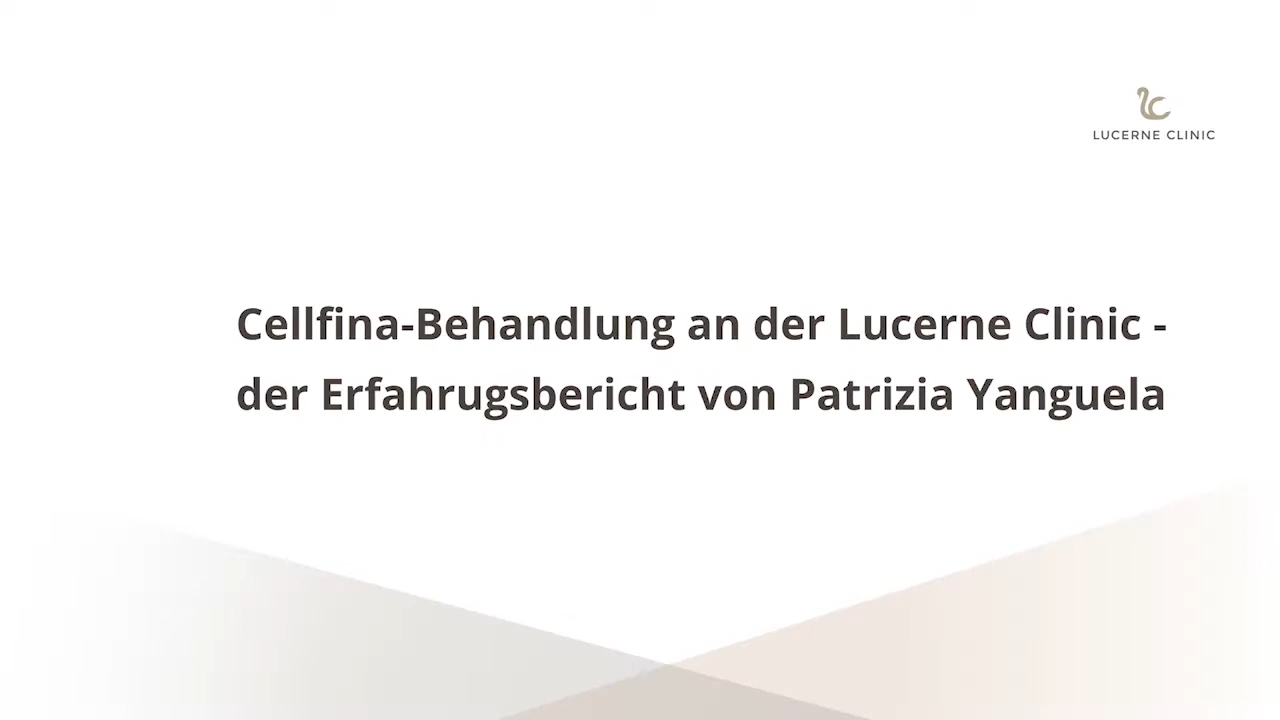 LUCERNE CLINIC
Cellfina-Behandlung an der Lucerne Clinic -
der Erfahrugsbericht von Patrizia Yanguela